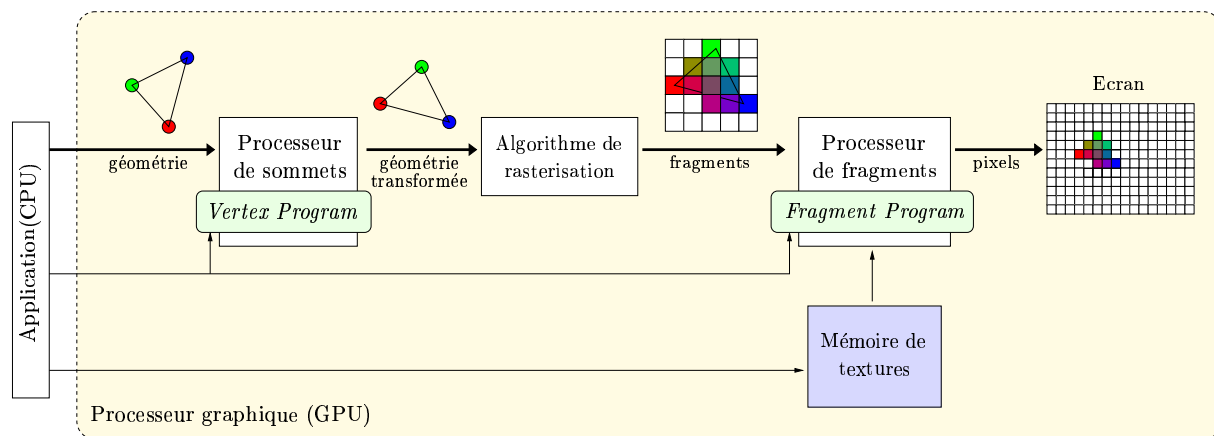 Ecran
Application(CPU)
géométrie
Processeur
de sommets
Vertex Program
géométrie
transformée
Algorithme de
rasterisation
fragments
Processeur
de fragments
Fragment Program
pixels
Mémoire de
textures
Processeur graphique (GPU)